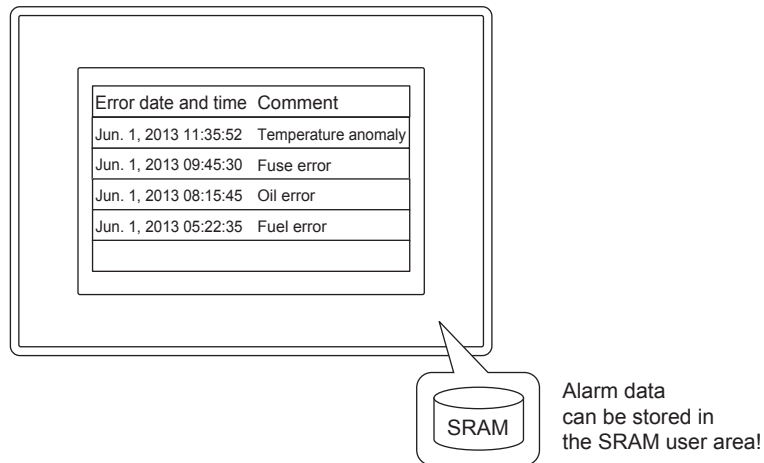 Error date and time Comment
Jun. 1, 2013 11:35:52 Temperature anomaly
Jun. 1, 2013 09:45:30 Fuse error
Jun. 1, 2013 08:15:45 Oil error
Jun. 1, 2013 05:22:35 Fuel error
SRAM
Alarm data
can be stored in
the SRAM user area!